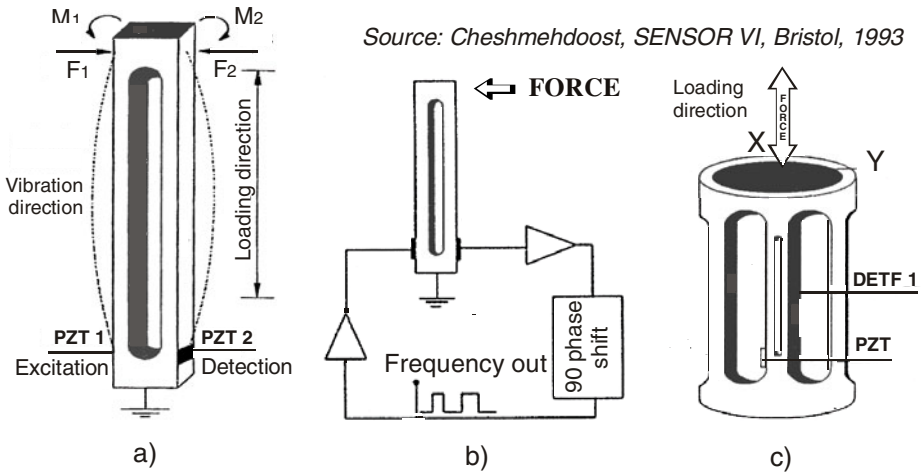 Source: Cheshmehdoost, SENSOR VI, Bristol, 1993
M1
M2
F1
F2
Vibration
direction
Loading direction
PZT 1
Excitation
PZT 2
Detection
a)
FORCE
90 phase
shift
Frequency out
b)
Loading
direction
FORCE
X
Y
DETF 1
PZT
c)